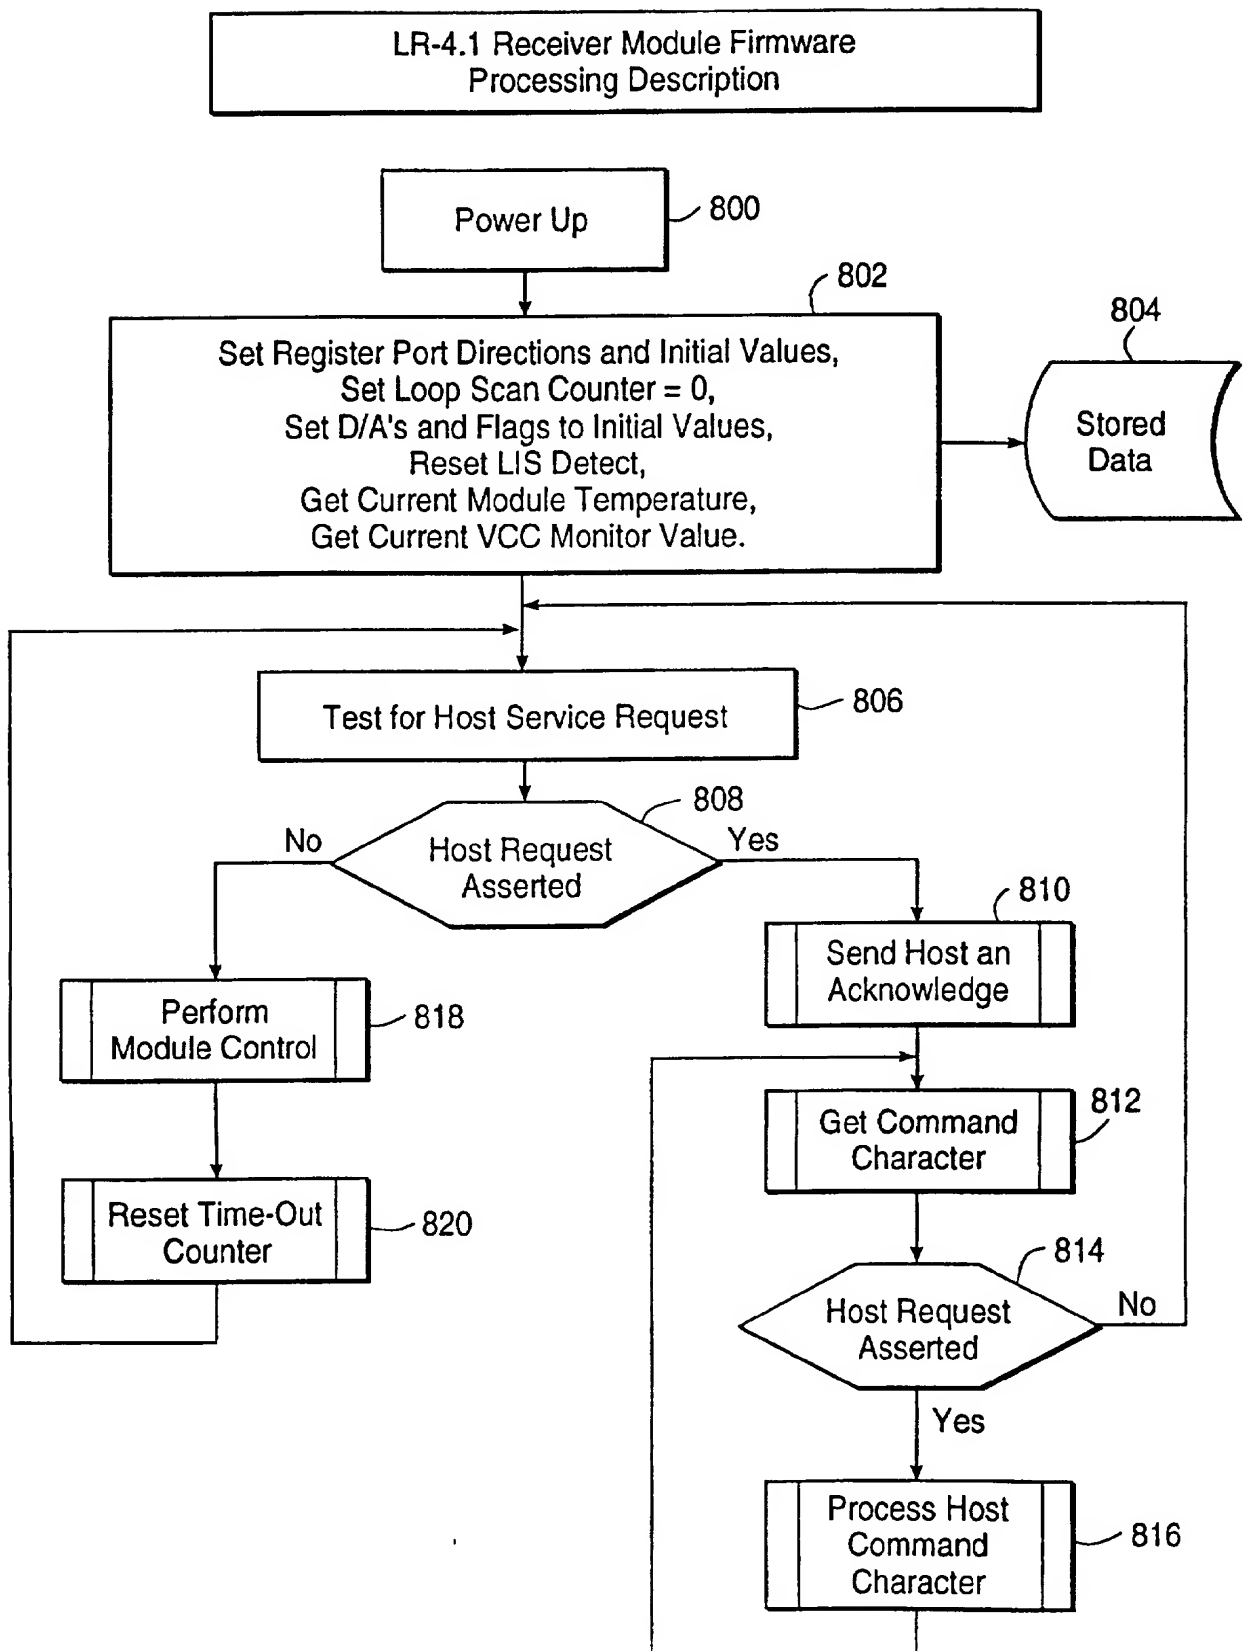 LR-4.1 Receiver Module Firmware
Processing Description
Power Up
800
802
Set Register Port Directions and Initial Values,
Set Loop Scan Counter = 0,
Set D/A's and Flags to Initial Values,
Reset LIS Detect,
Get Current Module Temperature,
Get Current VCC Monitor Value.
804
Stored
Data
Test for Host Service Request
806
808
No
Host Request
Asserted
Yes
810
Send Host an
Acknowledge
Perform
Module Control
818
Get Command
Character
812
Reset Time-Out
Counter
820
814
Host Request
Asserted
No
Yes
Process Host
Command
Character
816